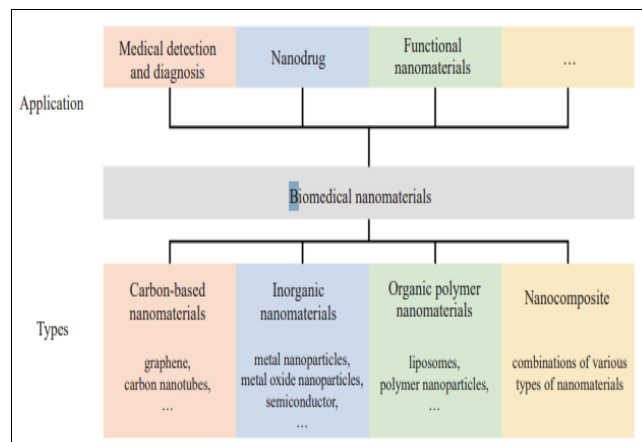 Medical detection
and diagnosis
Nanodrug
Functional
nanomaterials
...
Application
Biomedical nanomaterials
Types
Carbon-based
nanomaterials
graphene,
carbon nanotubes,
...
Inorganic
nanomaterials
metal nanoparticles,
metal oxide nanoparticles,
semiconductor,
...
Organic polymer
nanomaterials
liposomes,
polymer nanoparticles,
...
Nanocomposite
combinations of various
types of nanomaterials